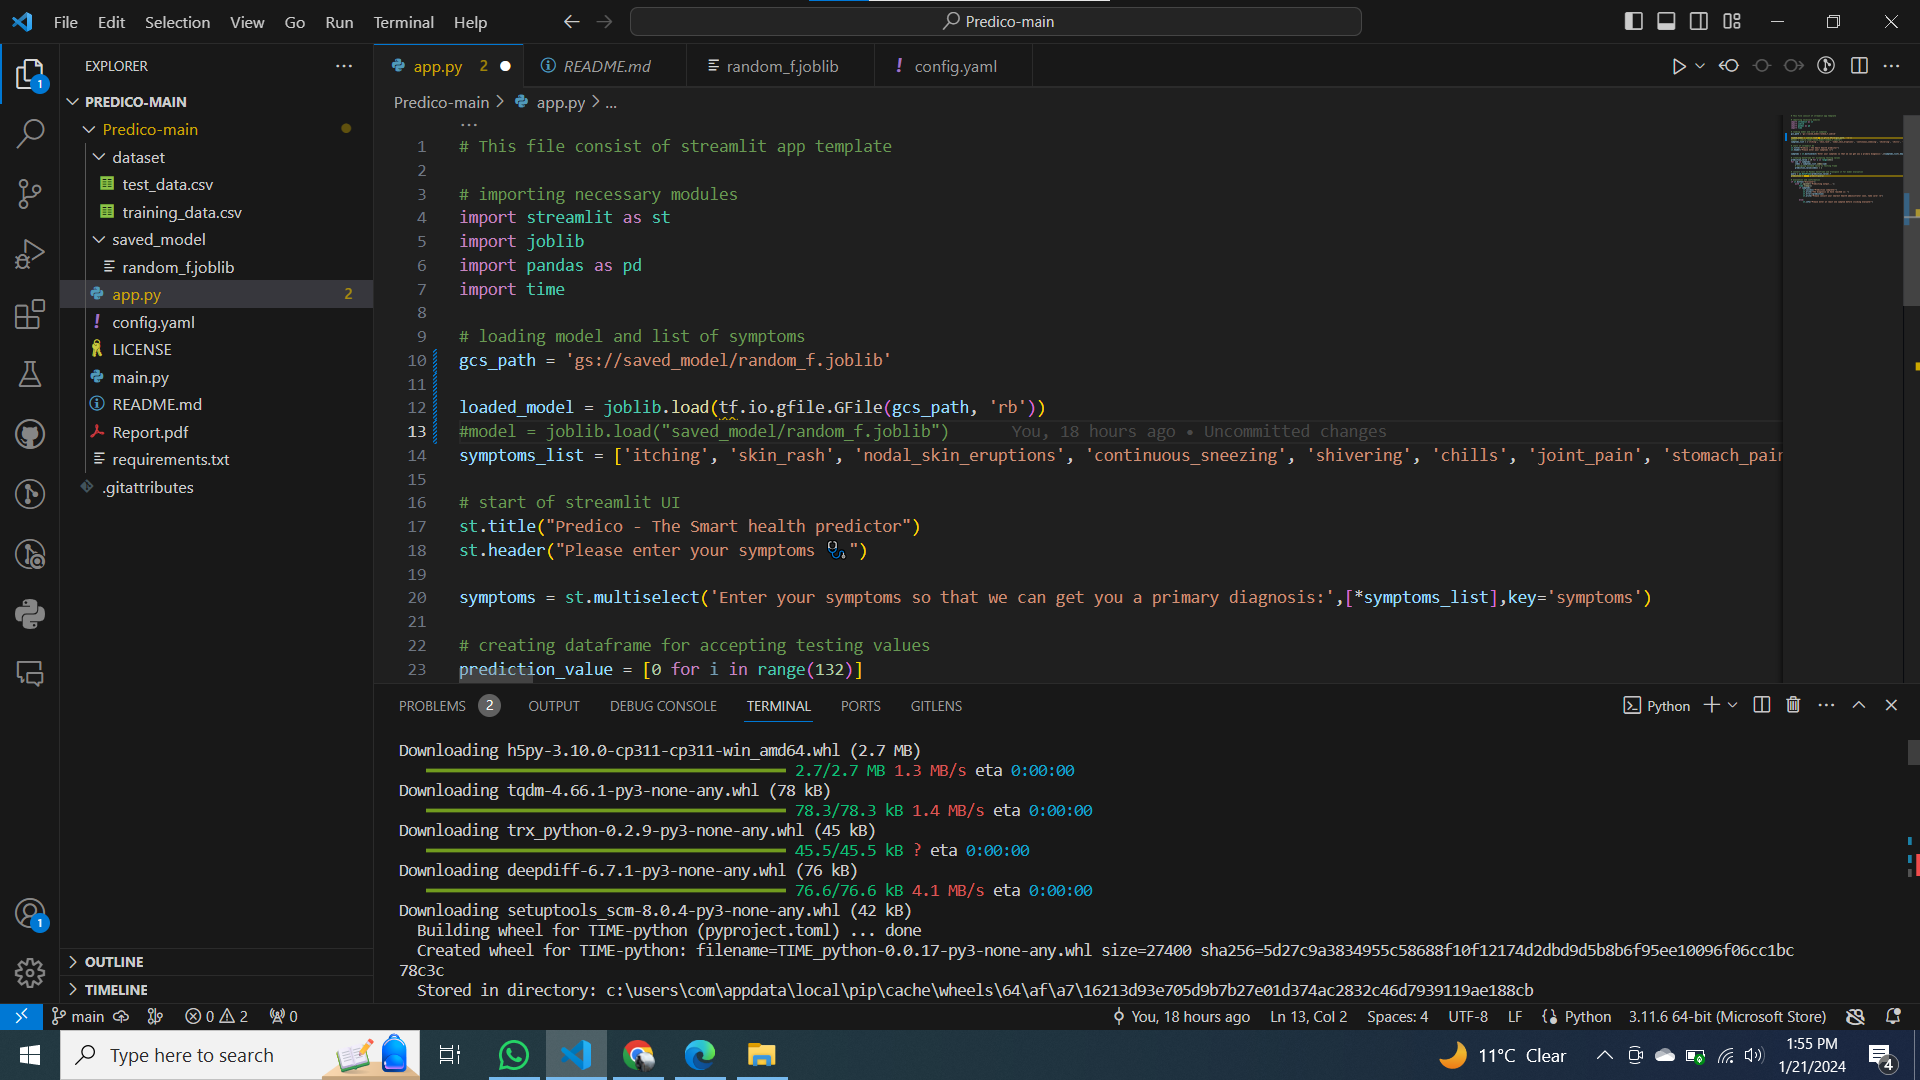 File Edit Selection View Go Run Terminal Help
Predico-main
EXPLORER
PREDICO-MAIN
Predico-main
dataset
test_data.csv
training_data.csv
saved_model
random_f.joblib
app.py 2
config.yaml
LICENSE
main.py
README.md
Report.pdf
requirements.txt
.gitattributes
OUTLINE
TIMELINE
1
1
app.py 2 README.md random_f.joblib config.yaml
Predico-main > app.py > ...
...
1 # This file consist of streamlit app template
2
3 # importing necessary modules
4 import streamlit as st
5 import joblib
6 import pandas as pd
7 import time
8
9 # loading model and list of symptoms
10 gcs_path = 'gs://saved_model/random_f.joblib'
11
12 loaded_model = joblib.load(tf.io.gfile.GFile(gcs_path, 'rb'))
13 #model = joblib.load("saved_model/random_f.joblib") You, 18 hours ago • Uncommitted changes
14 symptoms_list = ['itching', 'skin_rash', 'nodal_skin_eruptions', 'continuous_sneezing', 'shivering', 'chills', 'joint_pain', 'stomach_pain
15
16 # start of streamlit UI
17 st.title("Predico - The Smart health predictor")
18 st.header("Please enter your symptoms 🩺")
19
20 symptoms = st.multiselect('Enter your symptoms so that we can get you a primary diagnosis:',[*symptoms_list],key='symptoms')
21
22 # creating dataframe for accepting testing values
23 prediction_value = [0 for i in range(132)]
PROBLEMS 2 OUTPUT DEBUG CONSOLE TERMINAL PORTS GITLENS
Python
Downloading h5py-3.10.0-cp311-cp311-win_amd64.whl (2.7 MB)
2.7/2.7 MB 1.3 MB/s eta 0:00:00
Downloading tqdm-4.66.1-py3-none-any.whl (78 kB)
78.3/78.3 kB 1.4 MB/s eta 0:00:00
Downloading trx_python-0.2.9-py3-none-any.whl (45 kB)
45.5/45.5 kB ? eta 0:00:00
Downloading deepdiff-6.7.1-py3-none-any.whl (76 kB)
76.6/76.6 kB 4.1 MB/s eta 0:00:00
Downloading setuptools_scm-8.0.4-py3-none-any.whl (42 kB)
Building wheel for TIME-python (pyproject.toml) ... done
Created wheel for TIME-python: filename=TIME_python-0.0.17-py3-none-any.whl size=27400 sha256=5d27c9a3834955c58688f10f12174d2dbd9d5b8b6f95ee10096f06cc1bc
78c3c
Stored in directory: c:\users\com\appdata\local\pip\cache\wheels\64\af\a7\16213d93e705d9b7b27e01d374ac2832c46d7939119ae188cb
main 0 2 0 You, 18 hours ago Ln 13, Col 2 Spaces: 4 UTF-8 LF Python 3.11.6 64-bit (Microsoft Store)
Type here to search
11°C Clear
1:55 PM
1/21/2024
4